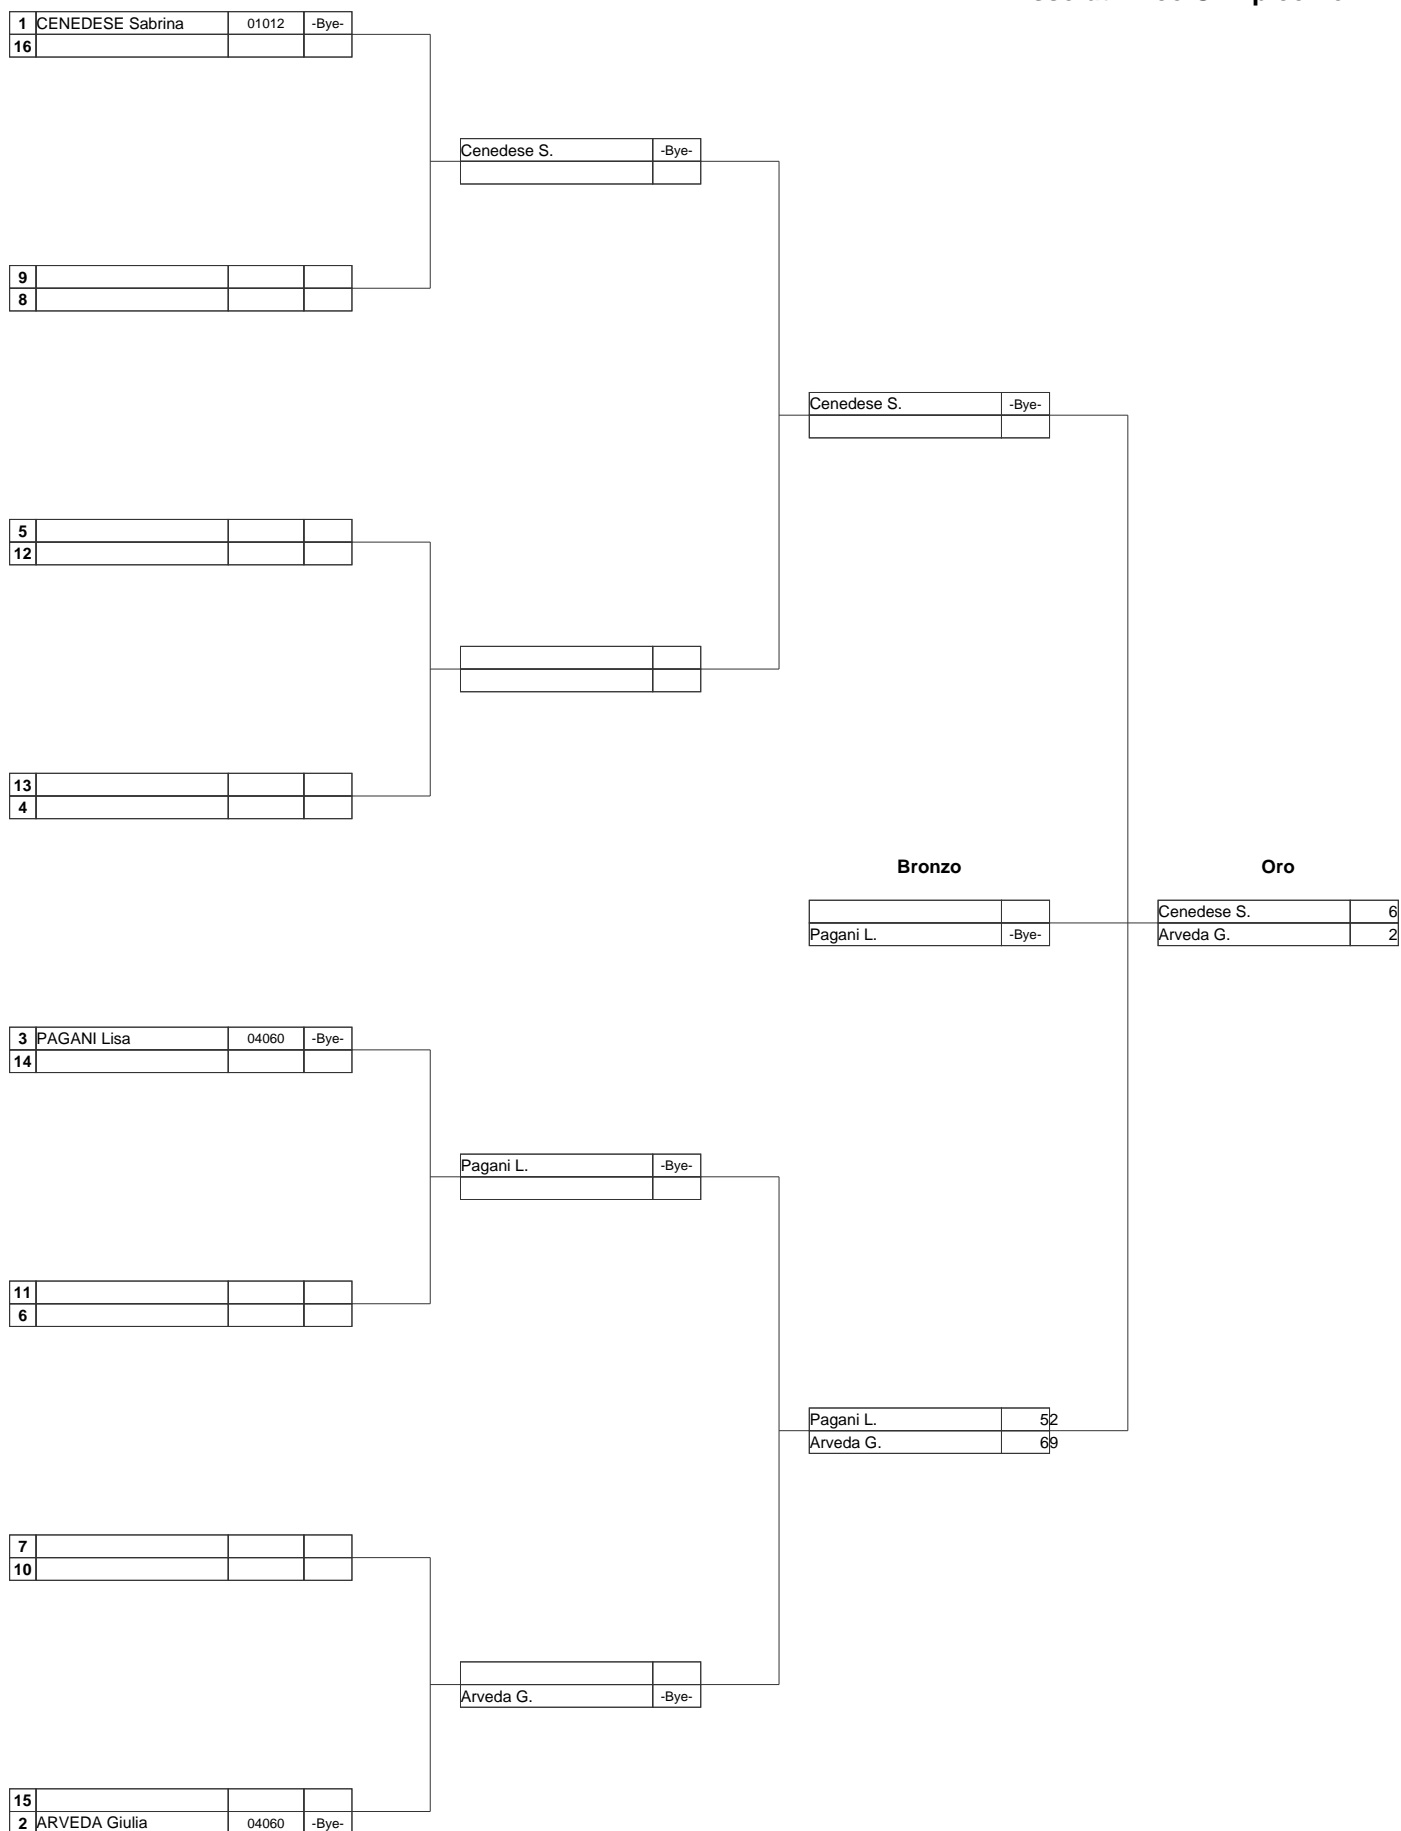 1 CENEDESE Sabrina 01012 -Bye-
16
Cenedese S. -Bye-
9
8
Cenedese S. -Bye-
5
12
13
4
Bronzo Oro
Cenedese S. 6
Pagani L. -Bye- Arveda G. 2
3 PAGANI Lisa 04060 -Bye-
14
Pagani L. -Bye-
11
6
Pagani L. 52
Arveda G. 69
7
10
Arveda G. -Bye-
15
2 ARVEDA Giulia 04060 -Bye-